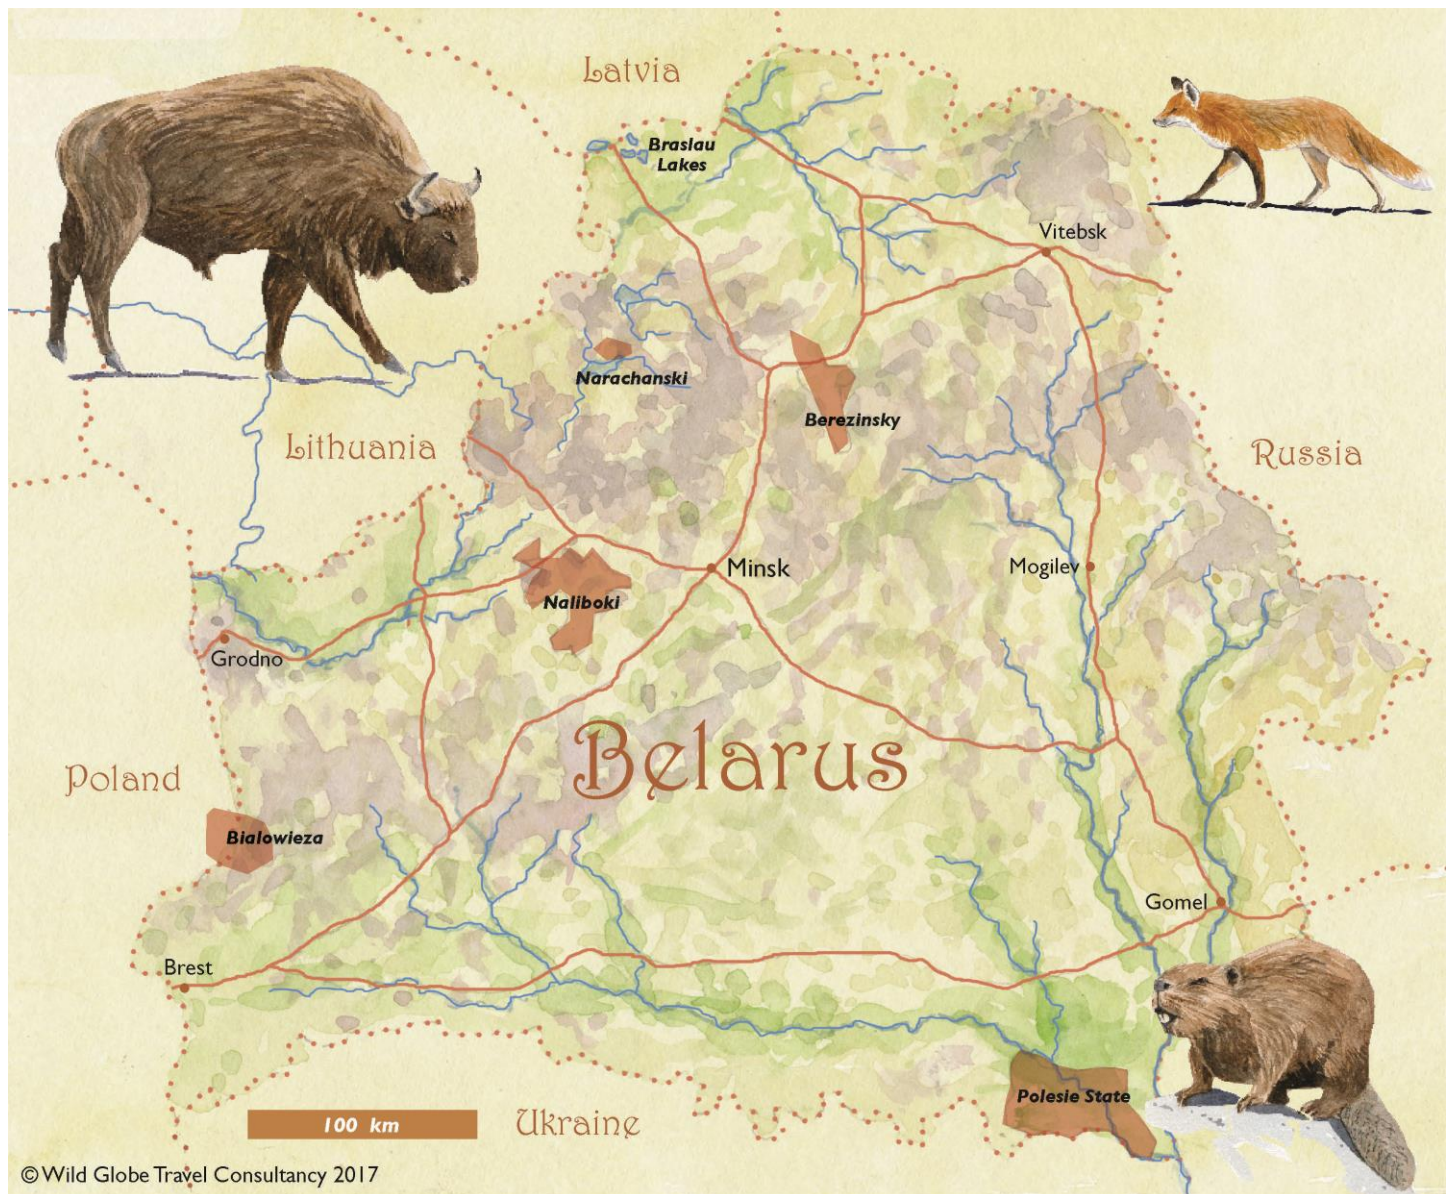 Latvia
Braslau
Lakes
Vitebsk
Narachanski
Berezinsky
Lithuania
Russia
Minsk
Mogilev
Naliboki
Grodno
Belarus
Poland
Bialowieza
Gomel
Brest
Polesie State
100 km
Ukraine
© Wild Globe Travel Consultancy 2017